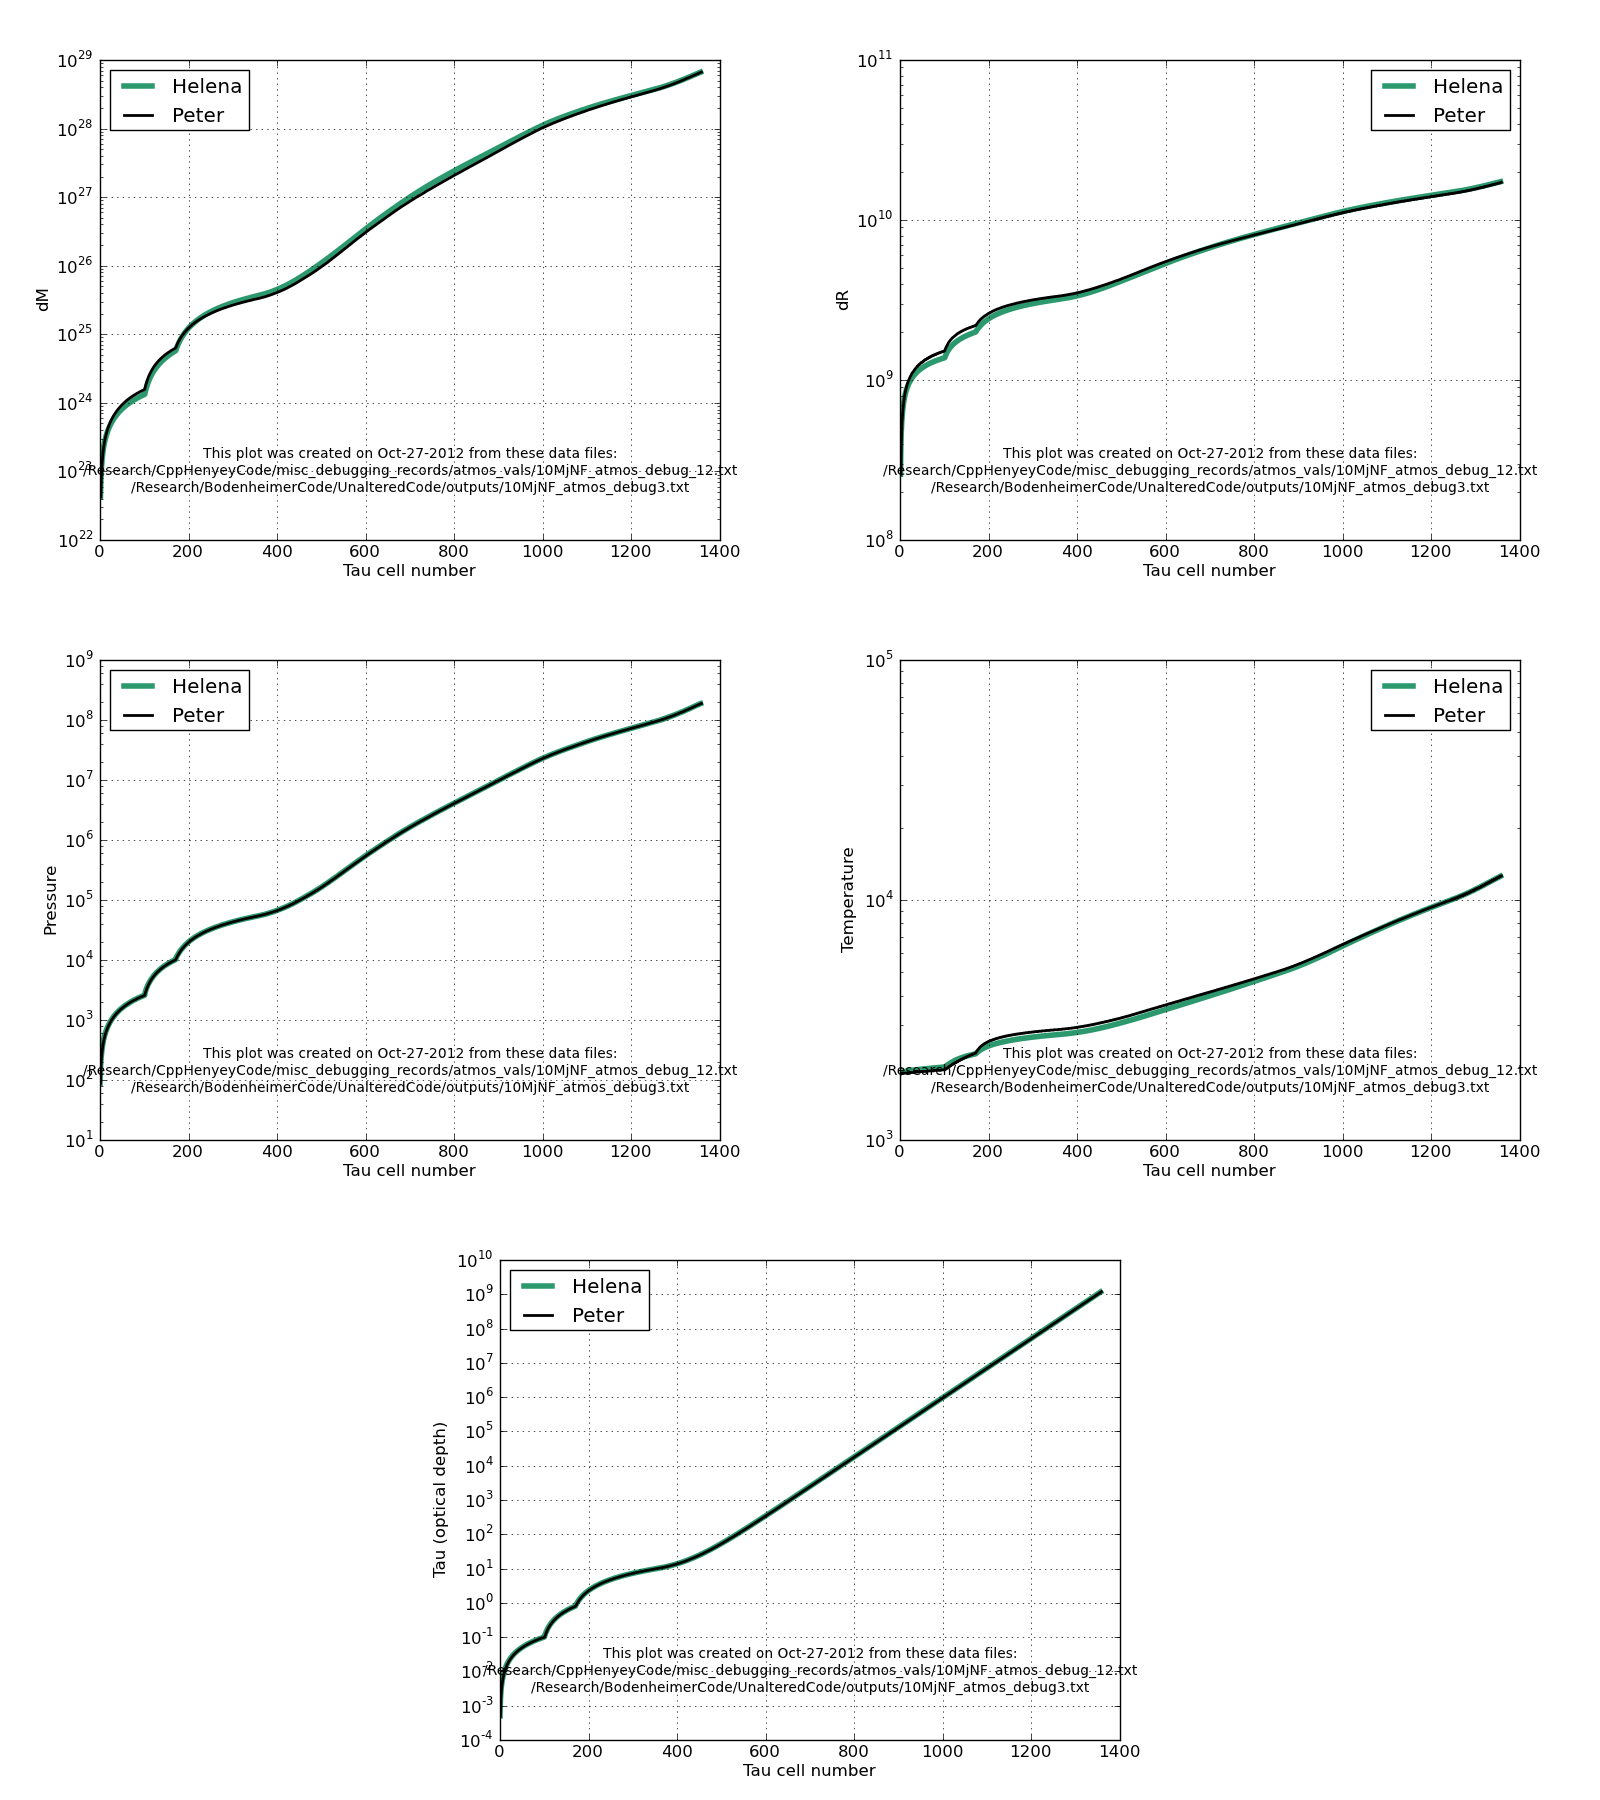 10^29
10^28
10^27
10^26
10^25
10^24
10^23
10^22
dM
Helena
Peter
This plot was created on Oct-27-2012 from these data files:
/Research/CppHenyeyCode/misc_debugging_records/atmos_vals/10MjNF_atmos_debug_12.txt
/Research/BodenheimerCode/UnalteredCode/outputs/10MjNF_atmos_debug3.txt
0 200 400 600 800 1000 1200 1400
Tau cell number
10^11
10^10
10^9
10^8
dR
Helena
Peter
This plot was created on Oct-27-2012 from these data files:
/Research/CppHenyeyCode/misc_debugging_records/atmos_vals/10MjNF_atmos_debug_12.txt
/Research/BodenheimerCode/UnalteredCode/outputs/10MjNF_atmos_debug3.txt
0 200 400 600 800 1000 1200 1400
Tau cell number
10^9
10^8
10^7
10^6
10^5
10^4
10^3
10^2
10^1
Pressure
Helena
Peter
This plot was created on Oct-27-2012 from these data files:
/Research/CppHenyeyCode/misc_debugging_records/atmos_vals/10MjNF_atmos_debug_12.txt
/Research/BodenheimerCode/UnalteredCode/outputs/10MjNF_atmos_debug3.txt
0 200 400 600 800 1000 1200 1400
Tau cell number
10^5
10^4
10^3
Temperature
Helena
Peter
This plot was created on Oct-27-2012 from these data files:
/Research/CppHenyeyCode/misc_debugging_records/atmos_vals/10MjNF_atmos_debug_12.txt
/Research/BodenheimerCode/UnalteredCode/outputs/10MjNF_atmos_debug3.txt
0 200 400 600 800 1000 1200 1400
Tau cell number
10^10
10^9
10^8
10^7
10^6
10^5
10^4
10^3
10^2
10^1
10^0
10^-1
10^-2
10^-3
10^-4
Tau (optical depth)
Helena
Peter
This plot was created on Oct-27-2012 from these data files:
/Research/CppHenyeyCode/misc_debugging_records/atmos_vals/10MjNF_atmos_debug_12.txt
/Research/BodenheimerCode/UnalteredCode/outputs/10MjNF_atmos_debug3.txt
0 200 400 600 800 1000 1200 1400
Tau cell number